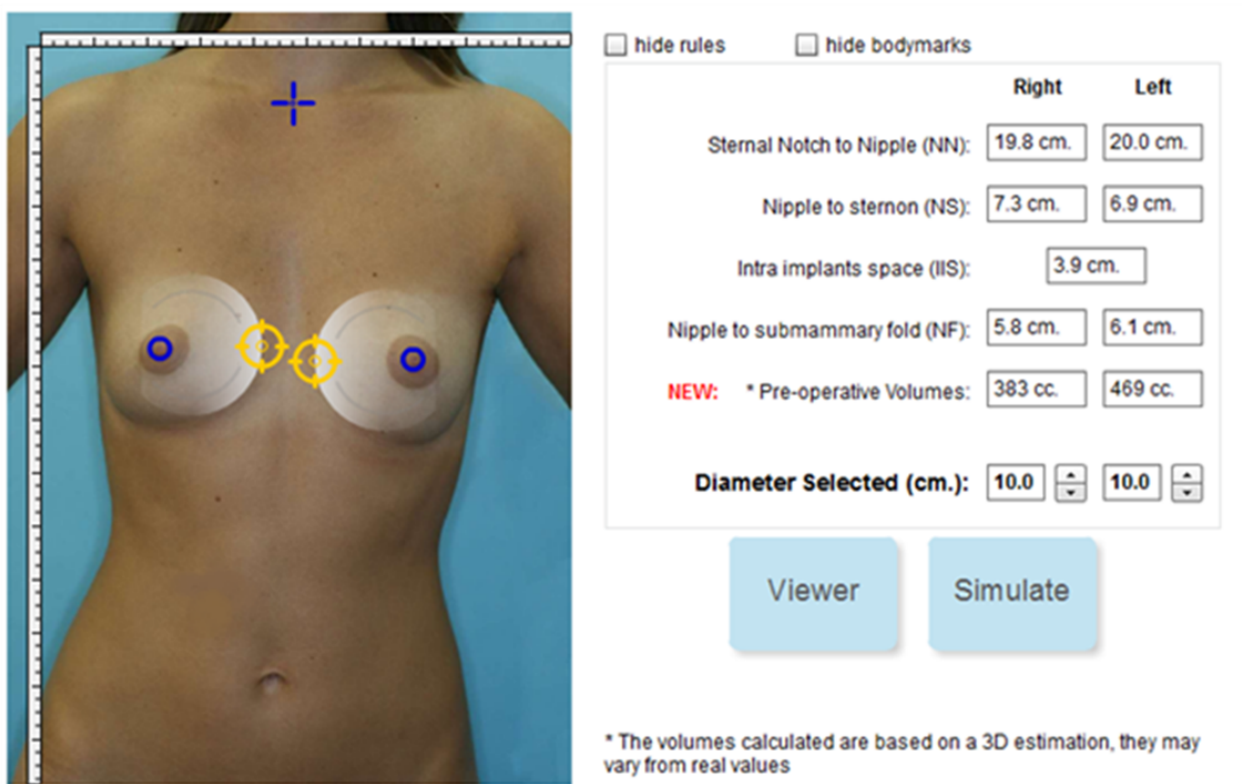 hide rules hide bodymarks
Right Left
Sternal Notch to Nipple (NN): 19.8 cm. 20.0 cm.
Nipple to sternon (NS): 7.3 cm. 6.9 cm.
Intra implants space (IIS): 3.9 cm.
Nipple to submammary fold (NF): 5.8 cm. 6.1 cm.
NEW: * Pre-operative Volumes: 383 cc. 469 cc.
Diameter Selected (cm.): 10.0 10.0
Viewer Simulate
* The volumes calculated are based on a 3D estimation, they may
vary from real values